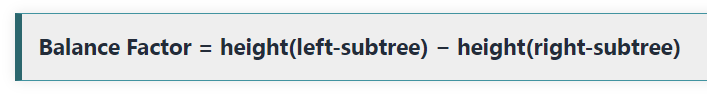 Balance Factor = height(left-subtree) − height(right-subtree)